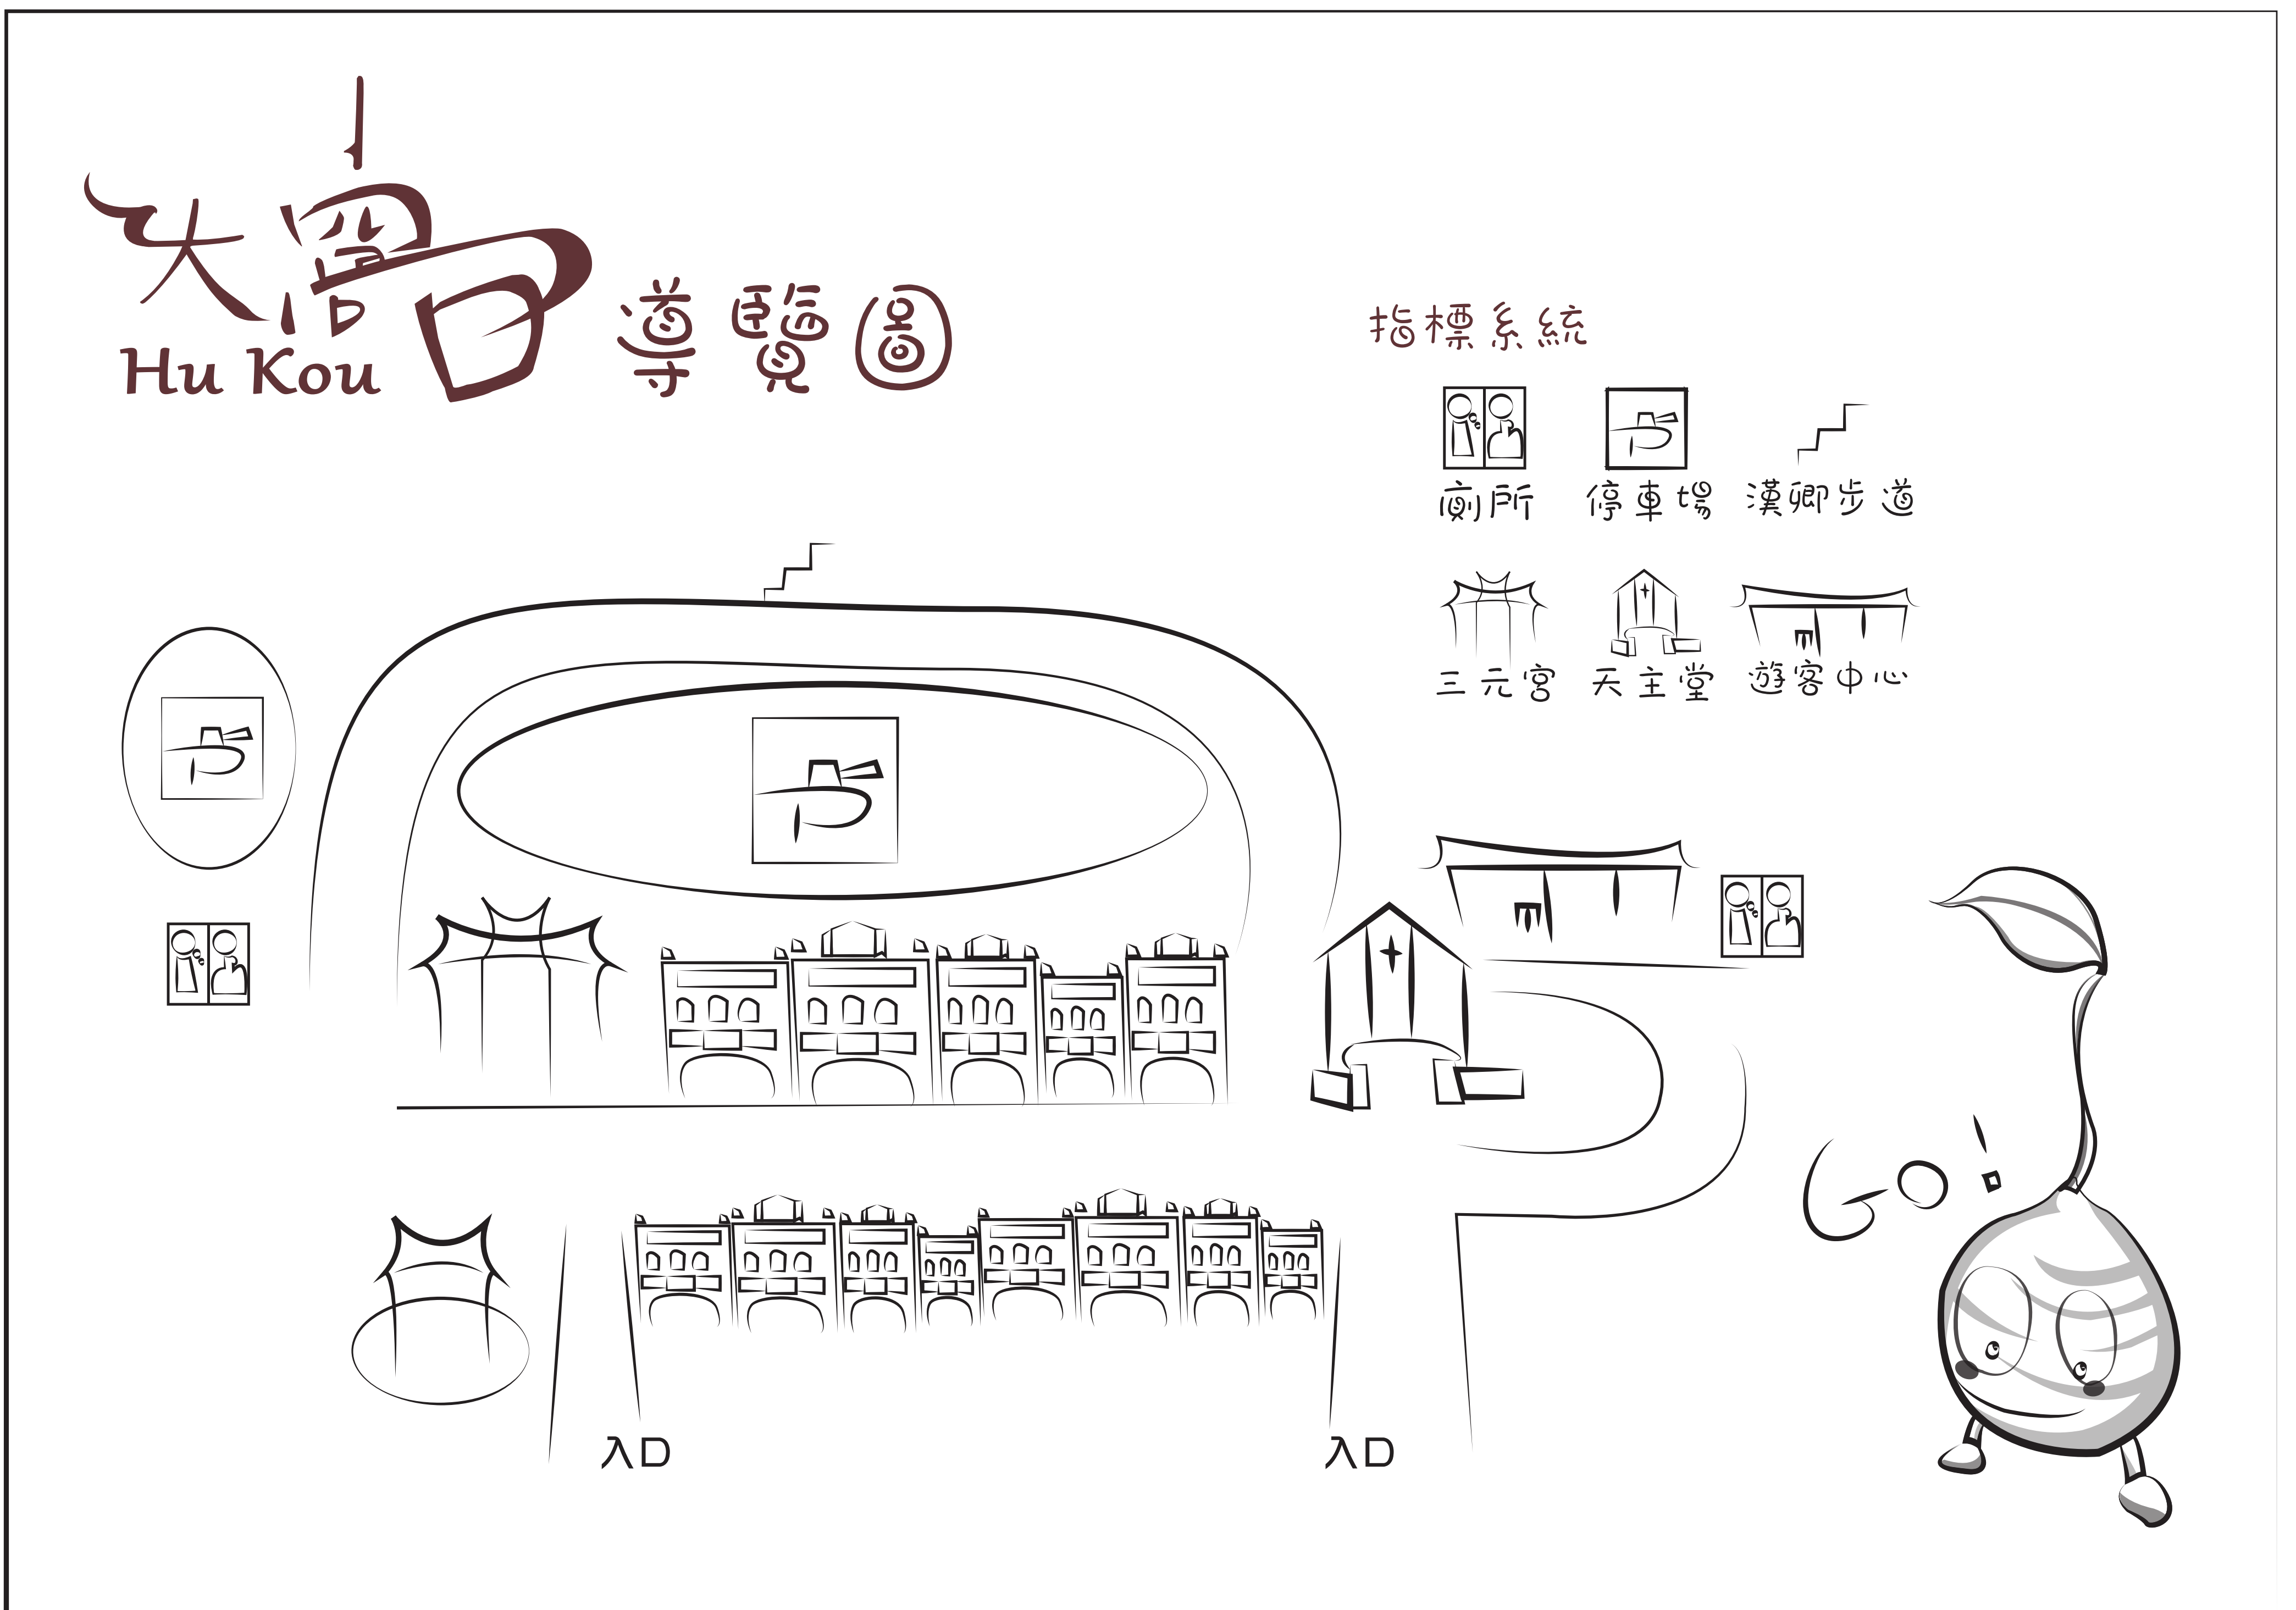 大窩口
Hu Kou
導覽圖
指標系統
廁所 停車場 漢卿步道
三元宮 天主堂 遊客中心
Go!
入口 入口